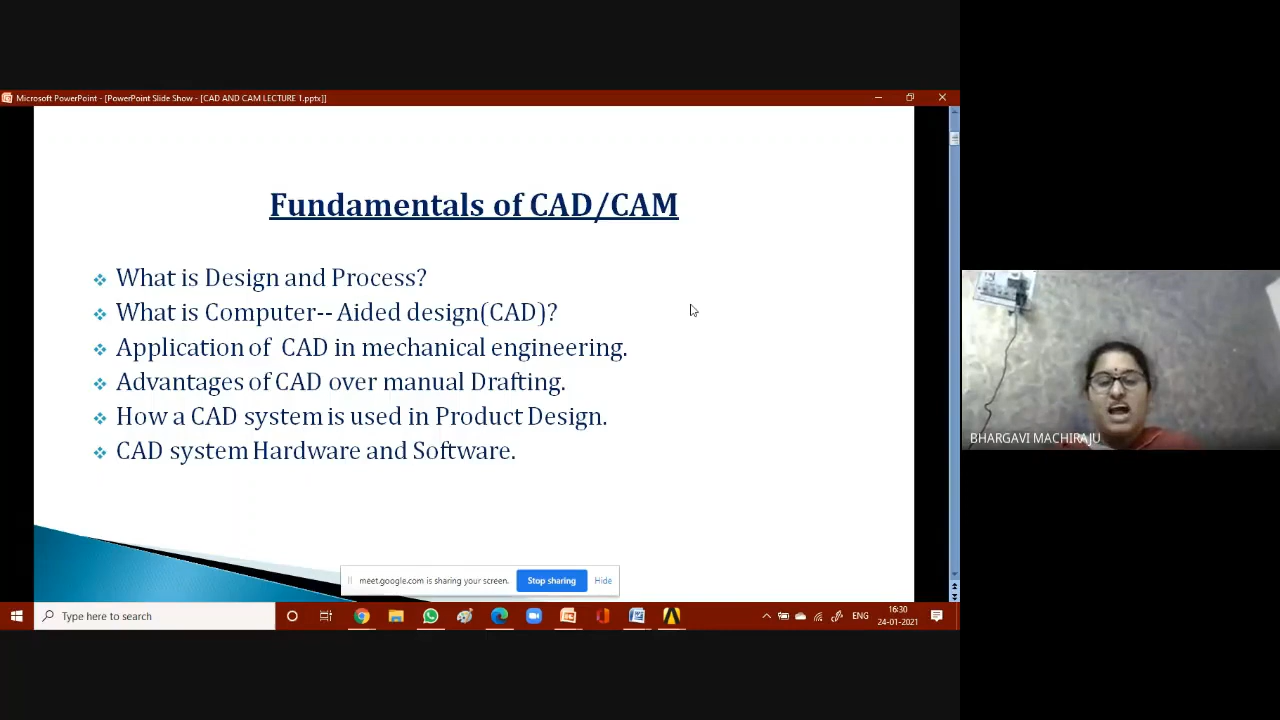 Microsoft PowerPoint - [PowerPoint Slide Show - [CAD AND CAM LECTURE 1.pptx]]
Fundamentals of CAD/CAM
What is Design and Process?
What is Computer-- Aided design(CAD)?
Application of CAD in mechanical engineering.
Advantages of CAD over manual Drafting.
How a CAD system is used in Product Design.
CAD system Hardware and Software.
BHARGAVI MACHIRAJU
meet.google.com is sharing your screen.
Stop sharing
Hide
Type here to search
ENG
16:30
24-01-2021